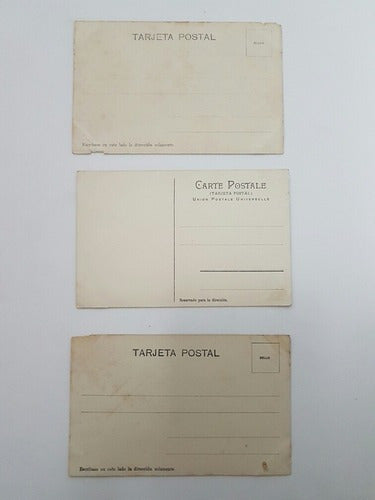 TARJETA POSTAL
SELLO
Escríbase en este lado la dirección solamente.
CARTE POSTALE
(TARJETA POSTAL)
UNION POSTALE UNIVERSELLE
Reservado para la dirección.
TARJETA POSTAL
SELLO
Escríbase en este lado la dirección solamente.